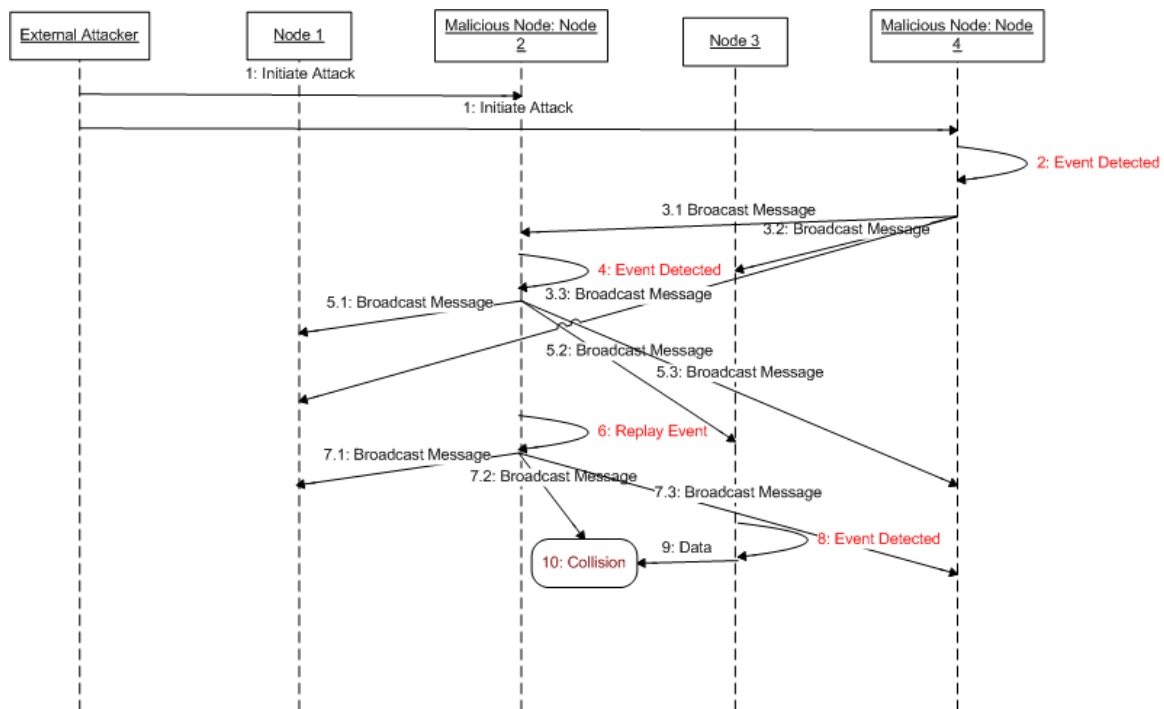 External Attacker
Node 1
Malicious Node: Node
2
Node 3
Malicious Node: Node
4
1: Initiate Attack
1: Initiate Attack
2: Event Detected
3.1 Broacast Message
3.2: Broadcast Message
4: Event Detected
3.3: Broadcast Message
5.1: Broadcast Message
5.2: Broadcast Message
5.3: Broadcast Message
6: Replay Event
7.1: Broadcast Message
7.2: Broadcast Message
7.3: Broadcast Message
8: Event Detected
9: Data
10: Collision